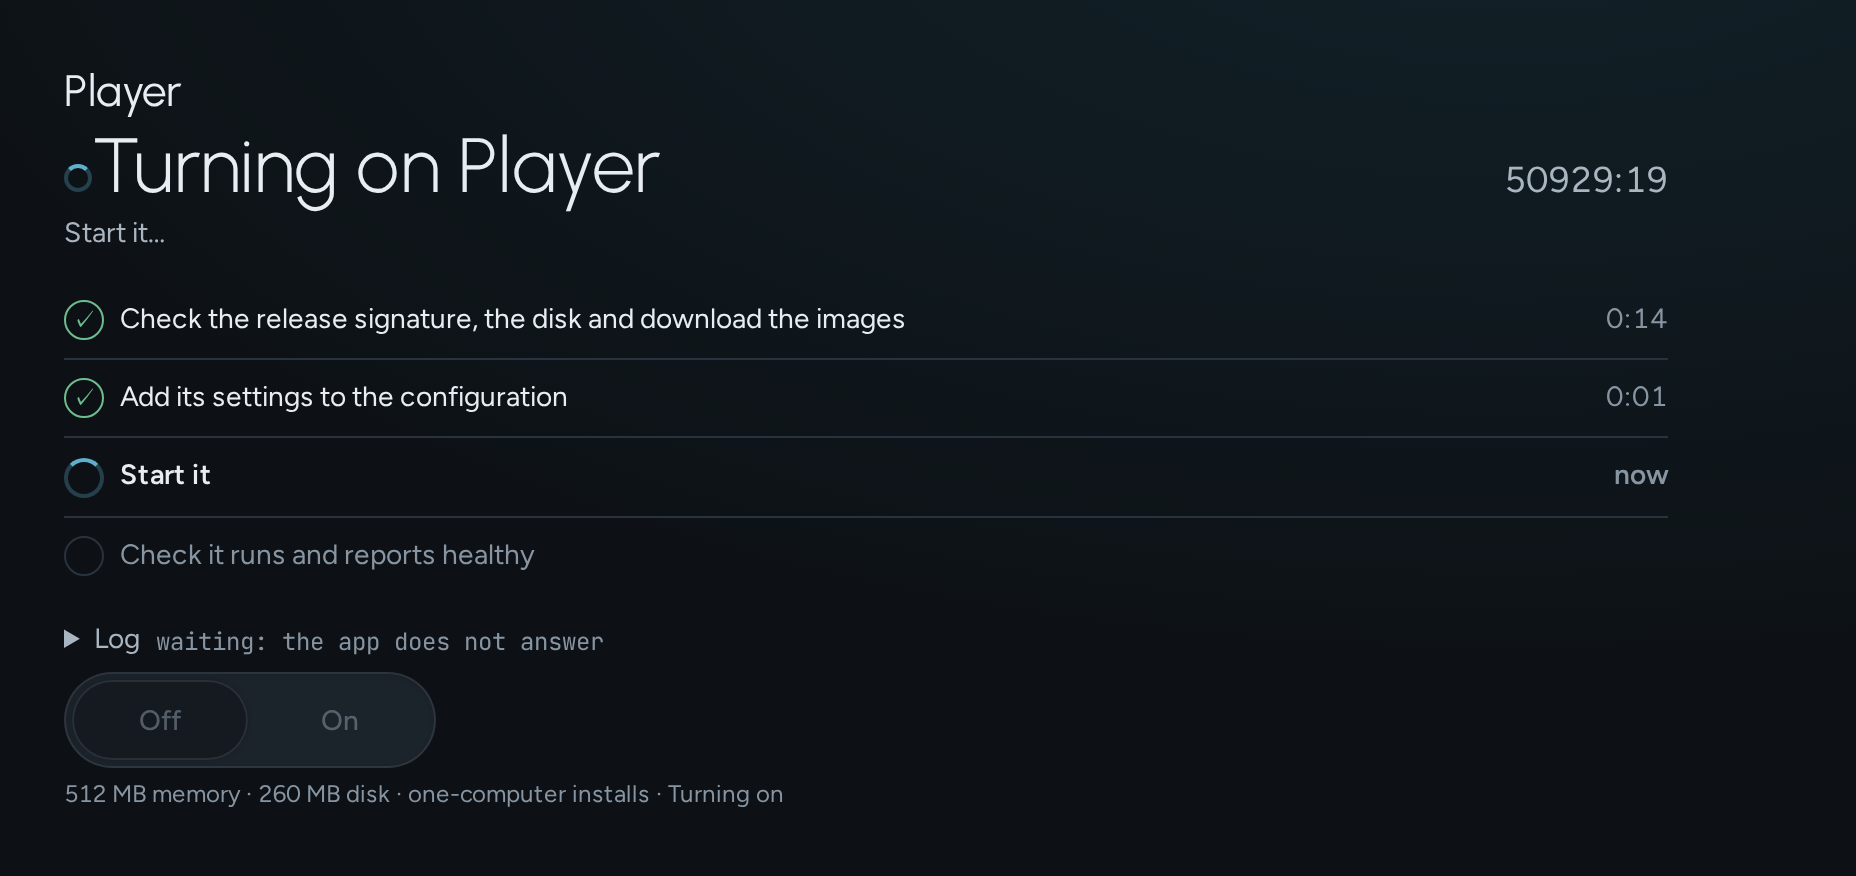 Player
Turning on Player
50929:19
Start it...
✓ Check the release signature, the disk and download the images 0:14
✓ Add its settings to the configuration 0:01
Start it now
Check it runs and reports healthy
▶ Log waiting: the app does not answer
Off On
512 MB memory · 260 MB disk · one-computer installs · Turning on